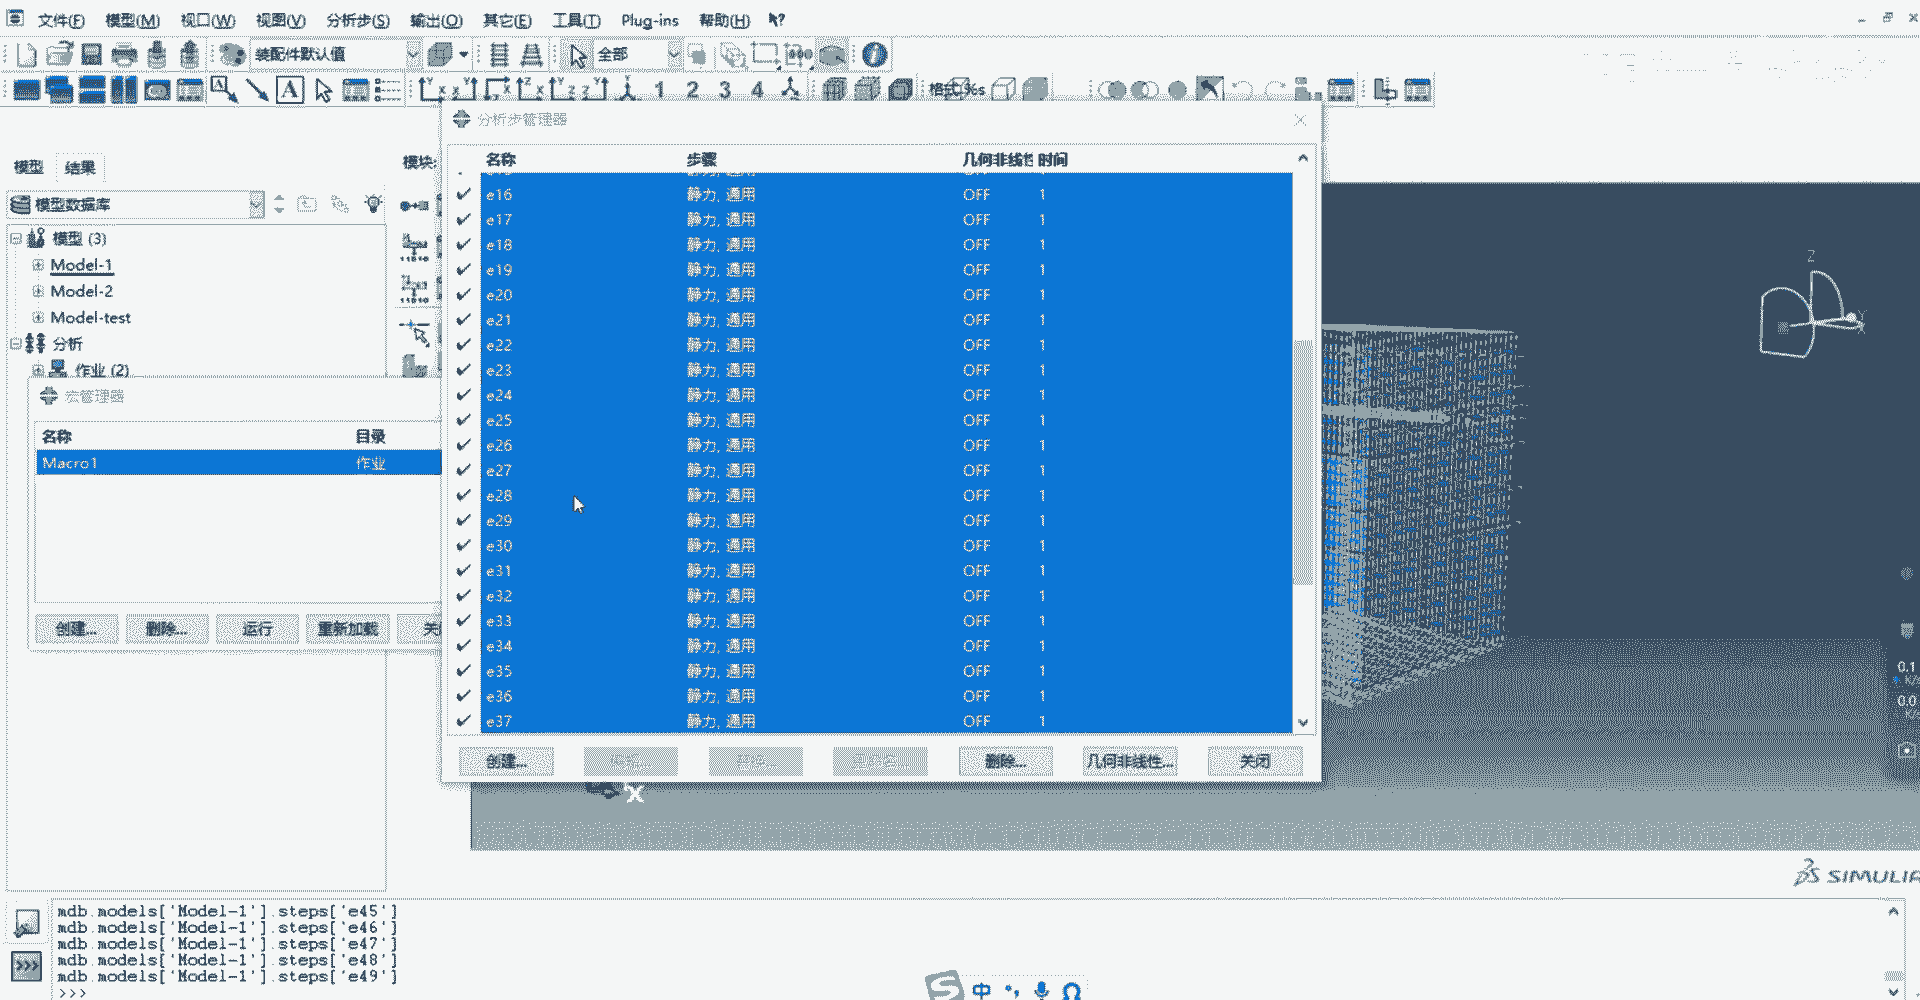 文件(F) 模型(M) 视口(W) 视图(V) 分析步(S) 输出(O) 其它(E) 工具(T) Plug-ins 帮助(H)
装配件默认值 全部
1 2 3 4 格式%s
分析步管理器
模型 结果 模块:
名称 步骤 几何非线性 时间
模型数据库
e16 静力, 通用 OFF 1
e17 静力, 通用 OFF 1
e18 静力, 通用 OFF 1
e19 静力, 通用 OFF 1
e20 静力, 通用 OFF 1
e21 静力, 通用 OFF 1
e22 静力, 通用 OFF 1
e23 静力, 通用 OFF 1
e24 静力, 通用 OFF 1
e25 静力, 通用 OFF 1
e26 静力, 通用 OFF 1
e27 静力, 通用 OFF 1
e28 静力, 通用 OFF 1
e29 静力, 通用 OFF 1
e30 静力, 通用 OFF 1
e31 静力, 通用 OFF 1
e32 静力, 通用 OFF 1
e33 静力, 通用 OFF 1
e34 静力, 通用 OFF 1
e35 静力, 通用 OFF 1
e36 静力, 通用 OFF 1
e37 静力, 通用 OFF 1
创建... 删除... 几何非线性... 关闭
模型 (3)
Model-1
Model-2
Model-test
分析
作业 (2)
宏管理器
名称 目录
Macro1 作业
创建... 删除... 运行 重新加载
Z
Y
X
0.1
K/s
0.0
X
SIMULIA
mdb.models['Model-1'].steps['e45']
mdb.models['Model-1'].steps['e46']
mdb.models['Model-1'].steps['e47']
mdb.models['Model-1'].steps['e48']
mdb.models['Model-1'].steps['e49']
>>>
中